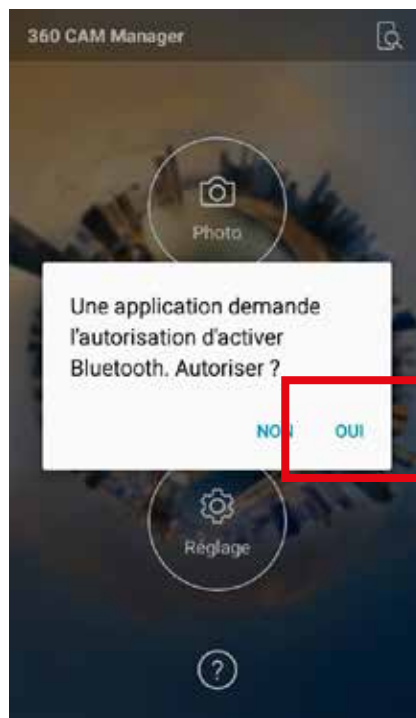 360 CAM Manager
Photo
Une application demande
l'autorisation d'activer
Bluetooth. Autoriser ?
NON OUI
Réglage
?